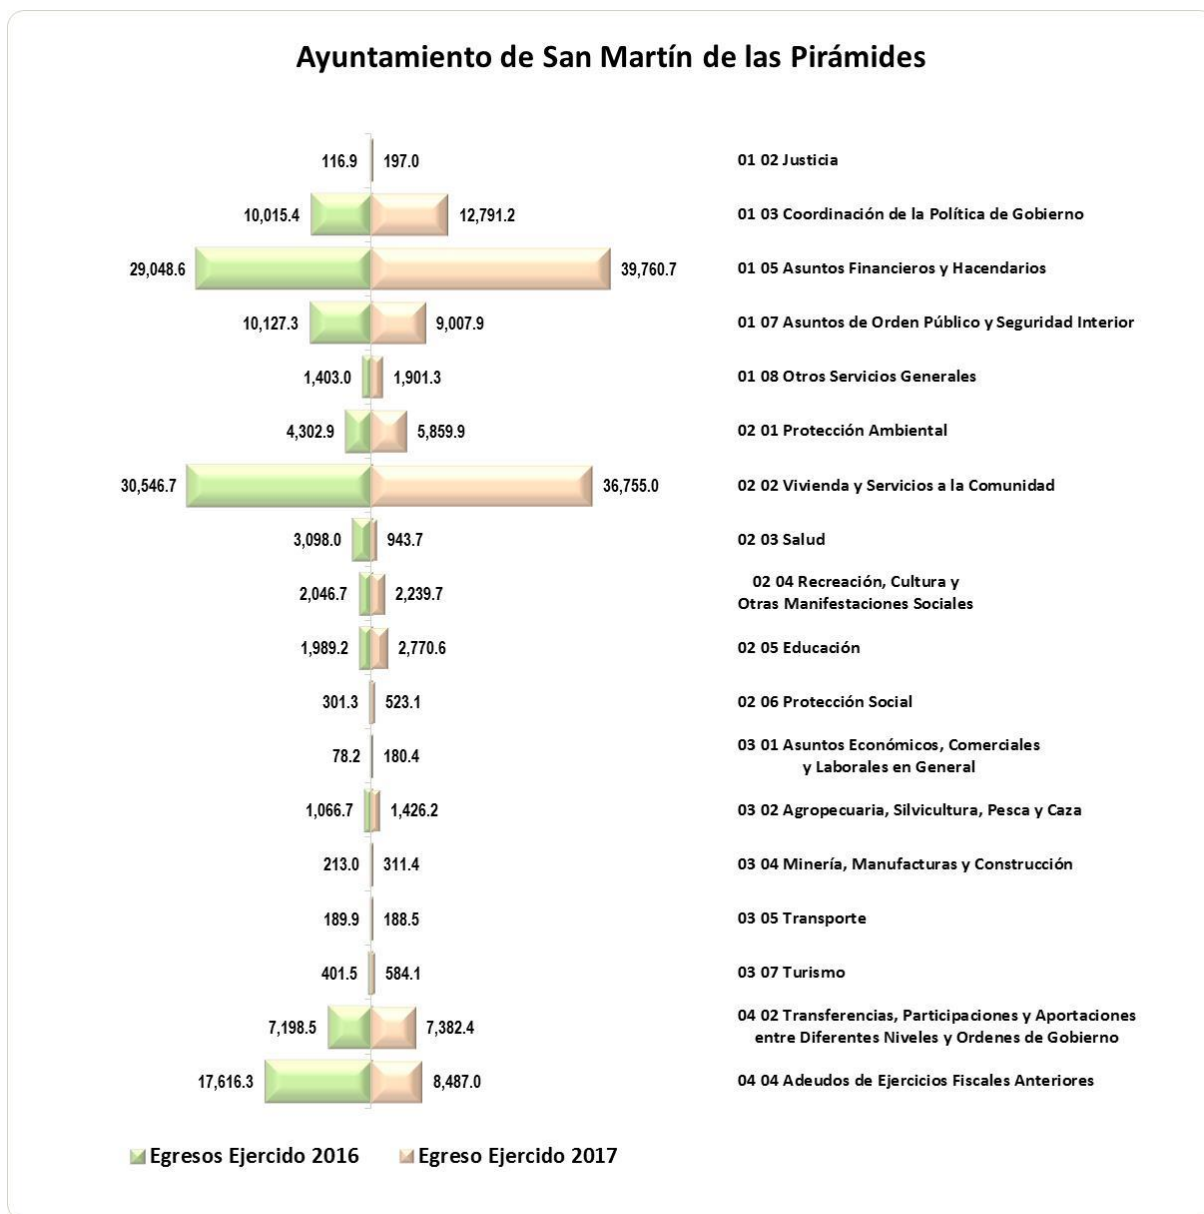 Ayuntamiento de San Martín de las Pirámides
116.9 197.0 01 02 Justicia
10,015.4 12,791.2 01 03 Coordinación de la Política de Gobierno
29,048.6 39,760.7 01 05 Asuntos Financieros y Hacendarios
10,127.3 9,007.9 01 07 Asuntos de Orden Público y Seguridad Interior
1,403.0 1,901.3 01 08 Otros Servicios Generales
4,302.9 5,859.9 02 01 Protección Ambiental
30,546.7 36,755.0 02 02 Vivienda y Servicios a la Comunidad
3,098.0 943.7 02 03 Salud
2,046.7 2,239.7 02 04 Recreación, Cultura y
Otras Manifestaciones Sociales
1,989.2 2,770.6 02 05 Educación
301.3 523.1 02 06 Protección Social
78.2 180.4 03 01 Asuntos Económicos, Comerciales
y Laborales en General
1,066.7 1,426.2 03 02 Agropecuaria, Silvicultura, Pesca y Caza
213.0 311.4 03 04 Minería, Manufacturas y Construcción
189.9 188.5 03 05 Transporte
401.5 584.1 03 07 Turismo
7,198.5 7,382.4 04 02 Transferencias, Participaciones y Aportaciones
entre Diferentes Niveles y Ordenes de Gobierno
17,616.3 8,487.0 04 04 Adeudos de Ejercicios Fiscales Anteriores
Egresos Ejercido 2016 Egreso Ejercido 2017